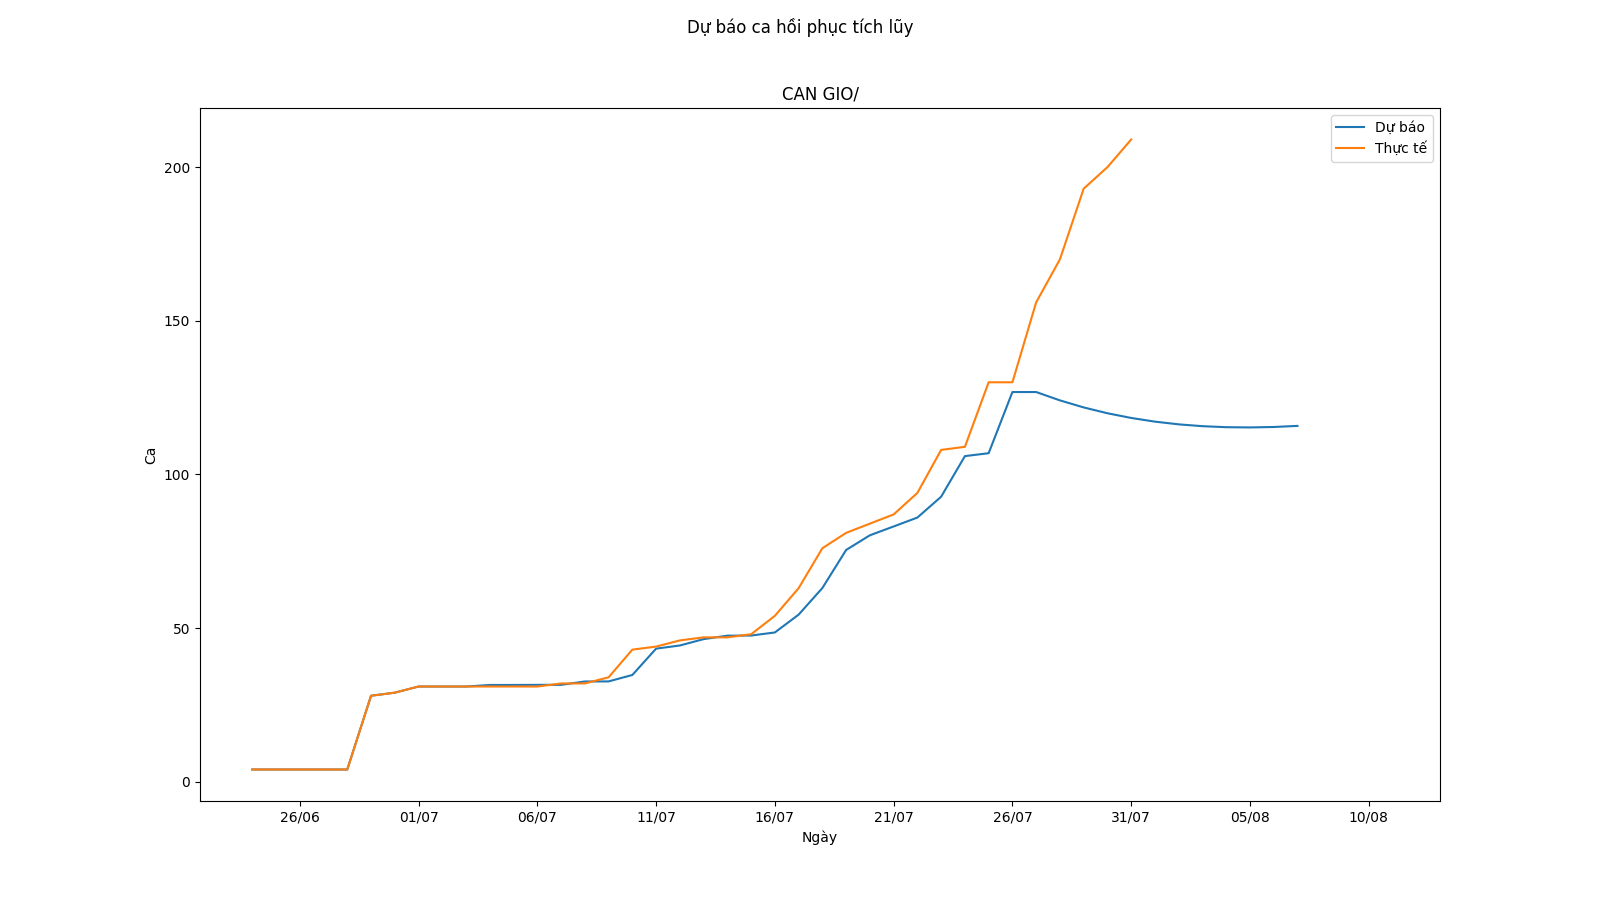 Dự báo ca hồi phục tích lũy
CAN GIO/
Dự báo
Thực tế
200
150
100
50
0
Ca
26/06
01/07
06/07
11/07
16/07
21/07
26/07
31/07
05/08
10/08
Ngày